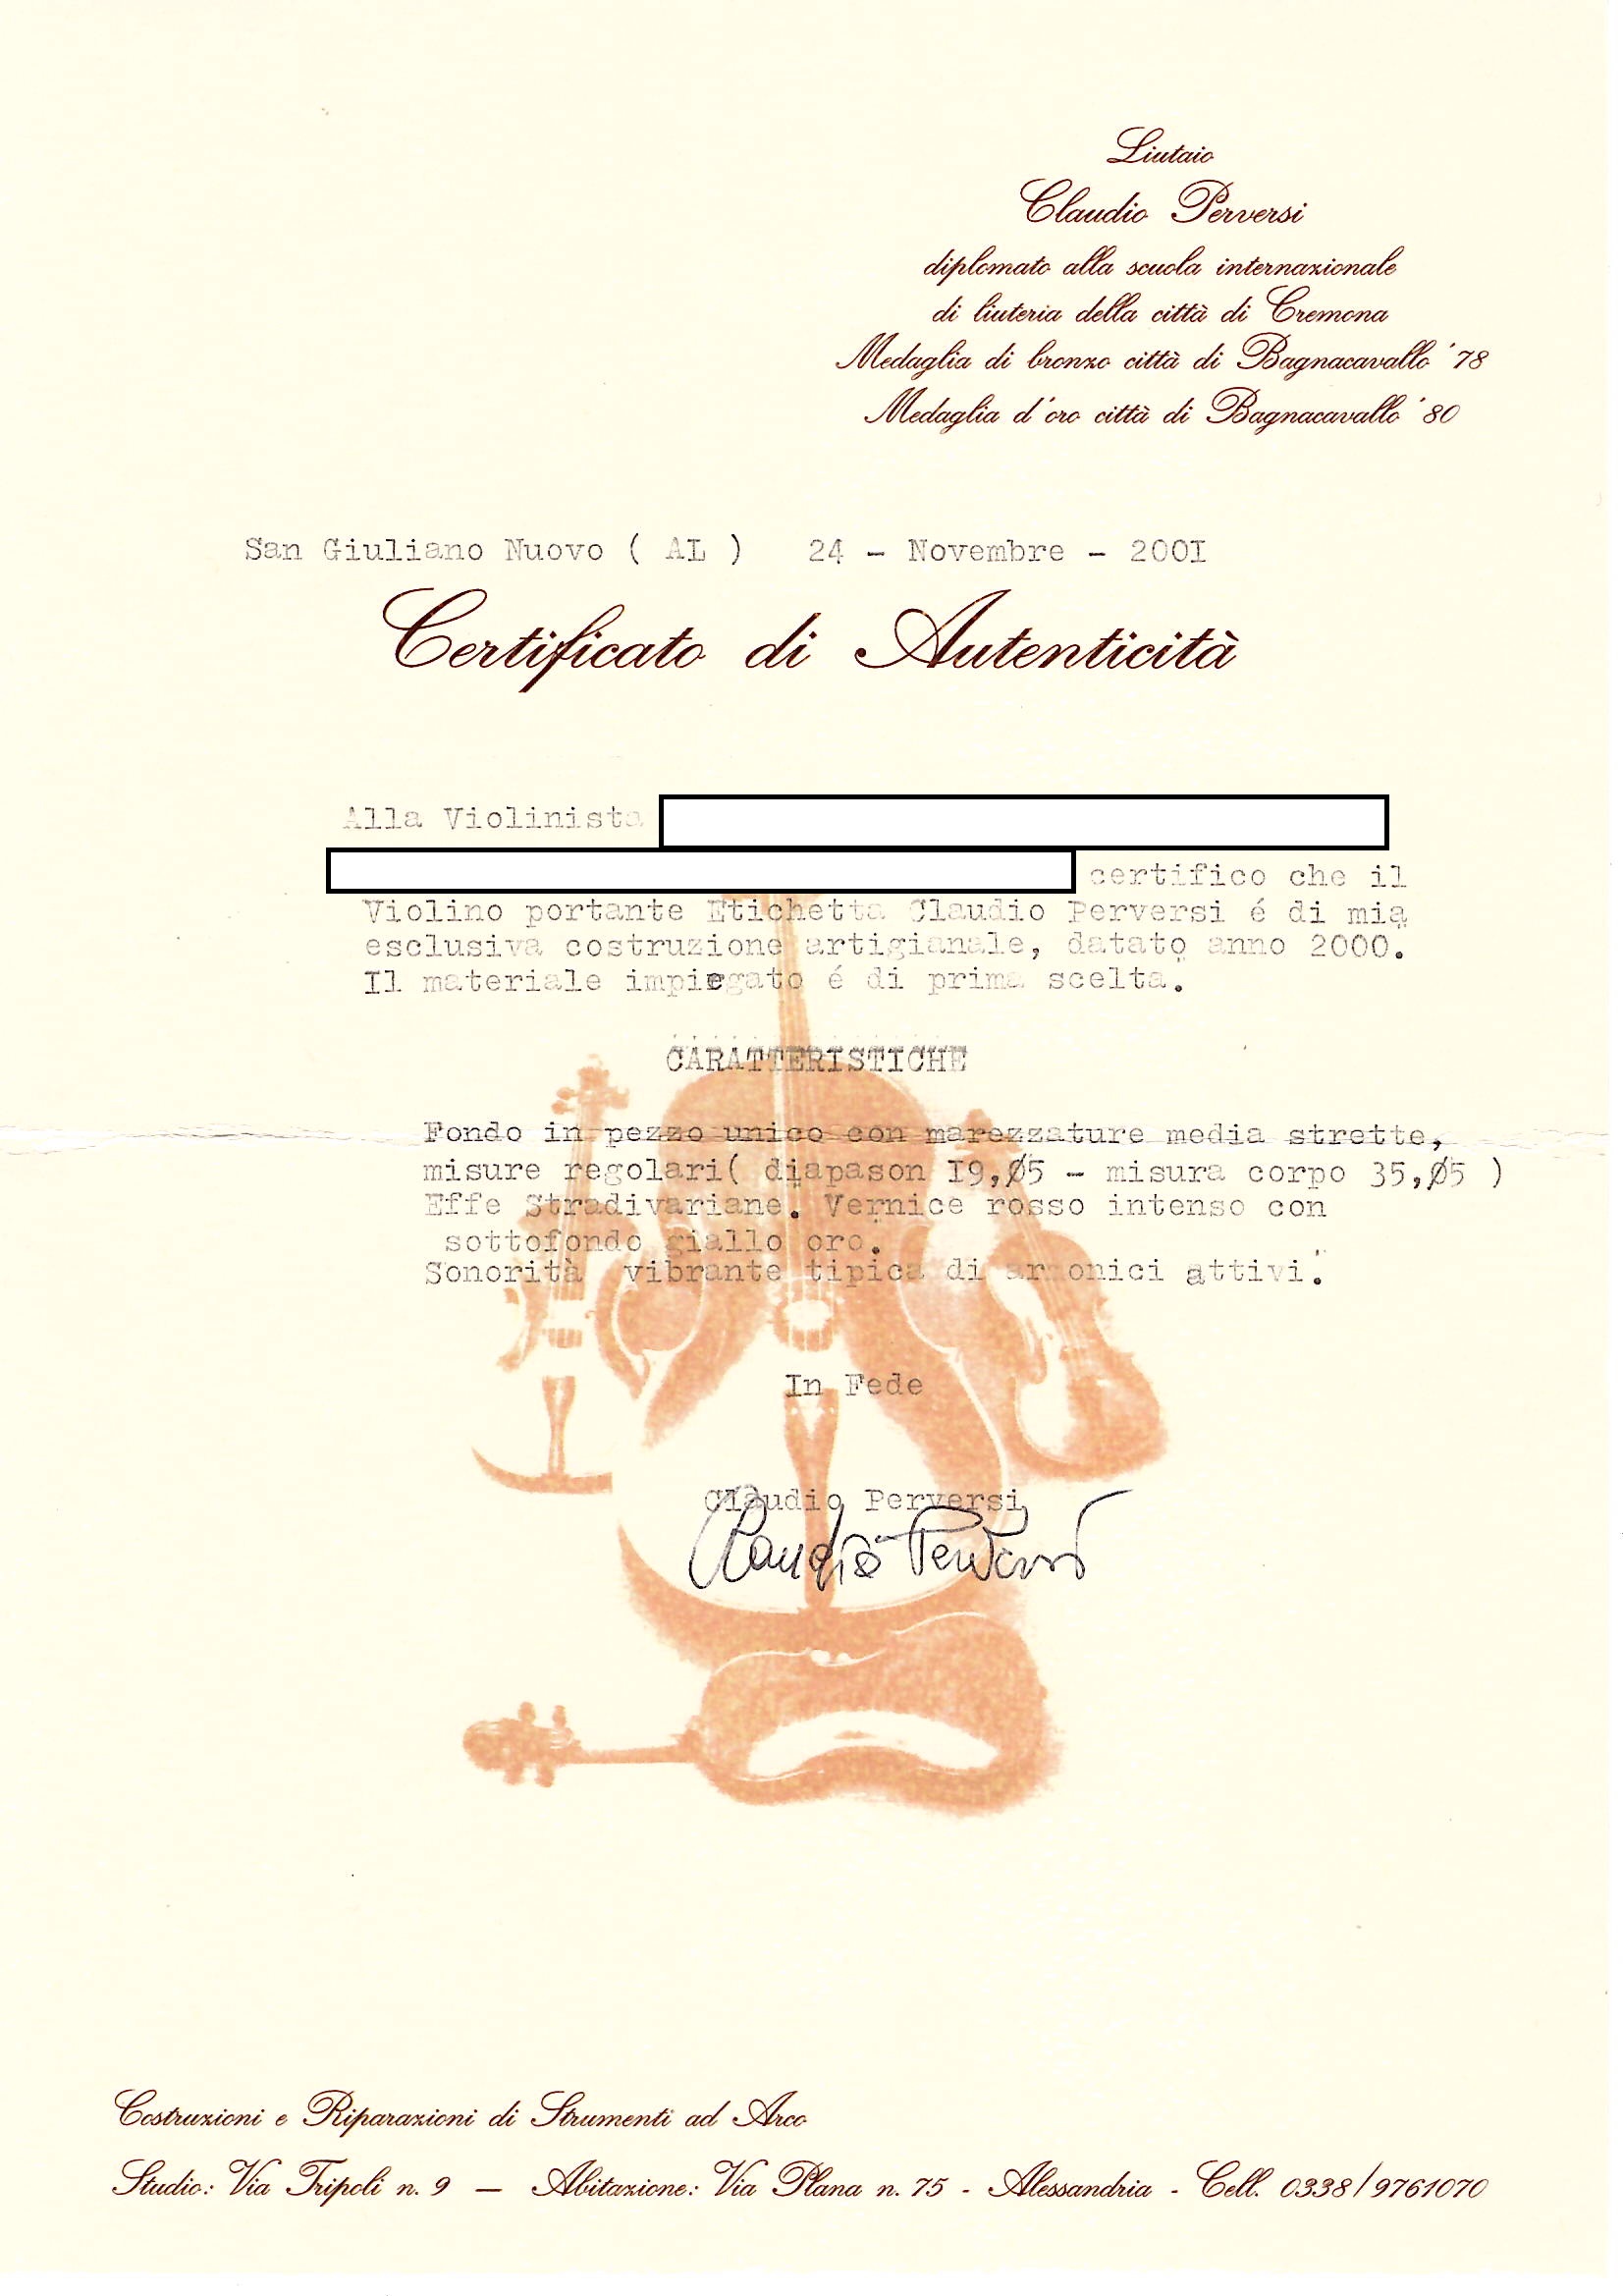 Liutaio
Claudio Perversi
diplomato alla scuola internazionale
di liuteria della città di Cremona
Medaglia di bronzo città di Bagnacavallo '78
Medaglia d'oro città di Bagnacavallo '80
San Giuliano Nuovo ( AL ) 24 - Novembre - 200I
Certificato di Autenticità
Alla Violinista
certifico che il
Violino portante Etichetta Claudio Perversi é di mia
esclusiva costruzione artigianale, datato anno 2000.
Il materiale impiegato é di prima scelta.
CARATTERISTICHE
Fondo in pezzo unico con marezzature media strette,
misure regolari( diapason I9,05 - misura corpo 35,05 )
Effe Stradivariane. Vernice rosso intenso con
sottofondo giallo oro.
Sonorità vibrante tipica di armonici attivi.
In Fede
Claudio Perversi
Claudio Perversi
Costruzioni e Riparazioni di Strumenti ad Arco
Studio: Via Tripoli n. 9 — Abitazione: Via Plana n. 75 - Alessandria - Cell. 0338/9761070